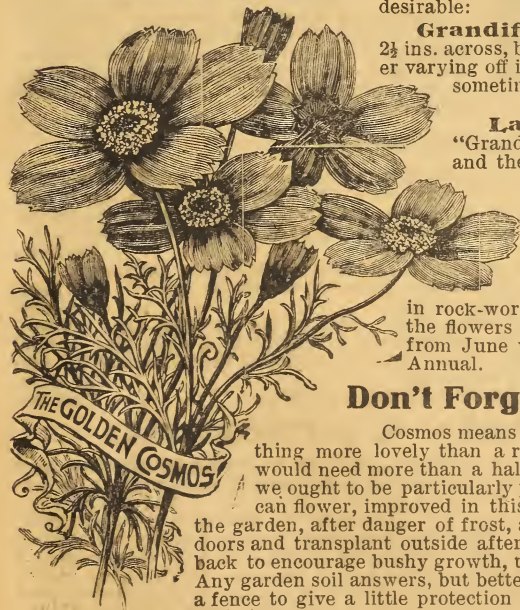 desirable:
Grandif
2½ ins. across, b
er varying off i
sometin
La
"Grand
and the
in rock-wor
the flowers
from June
Annual.
THE GOLDEN COSMOS
Don't Forg
Cosmos means
thing more lovely than a r
would need more than a hal
we ought to be particularly
can flower, improved in this
the garden, after danger of frost,
doors and transplant outside after
back to encourage bushy growth,
Any garden soil answers, but bette
a fence to give a little protection